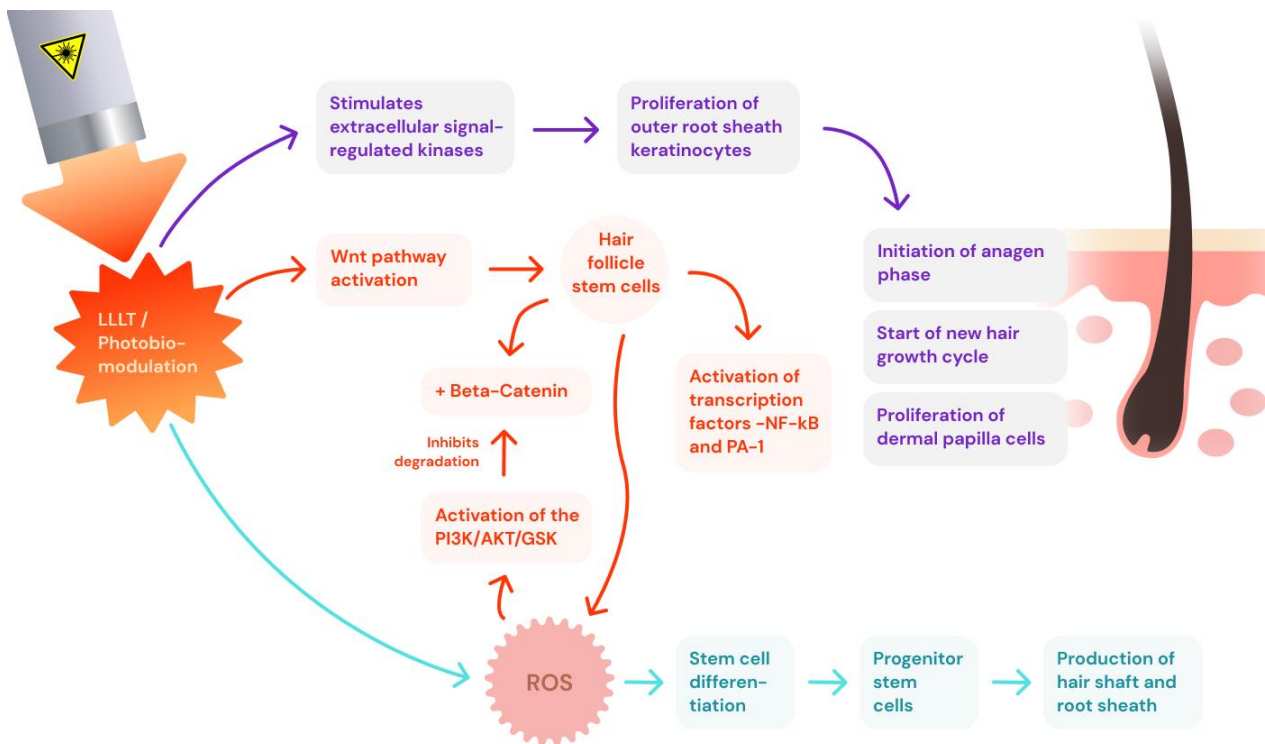 Stimulates
extracellular signal-
regulated kinases
Proliferation of
outer root sheath
keratinocytes
Initiation of anagen
phase
Start of new hair
growth cycle
Proliferation of
dermal papilla cells
LLLT /
Photobio-
modulation
Wnt pathway
activation
Hair
follicle
stem cells
+ Beta-Catenin
Inhibits
degradation
Activation of the
PI3K/AKT/GSK
Activation of
transcription
factors -NF-kB
and PA-1
ROS
Stem cell
differen-
tiation
Progenitor
stem
cells
Production of
hair shaft and
root sheath